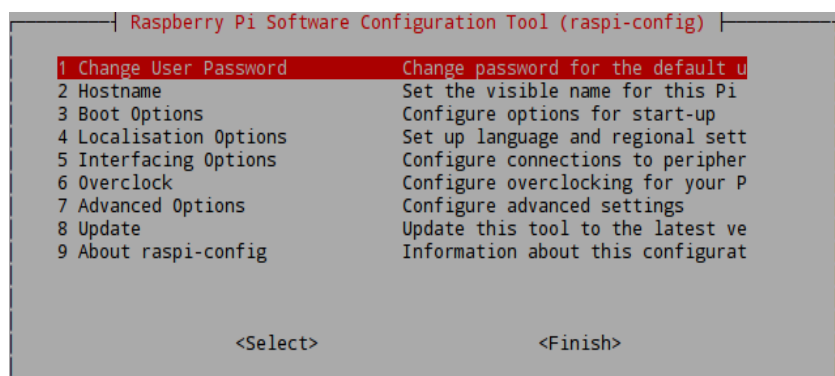 Raspberry Pi Software Configuration Tool (raspi-config)
1 Change User Password Change password for the default u
2 Hostname Set the visible name for this Pi
3 Boot Options Configure options for start-up
4 Localisation Options Set up language and regional sett
5 Interfacing Options Configure connections to peripher
6 Overclock Configure overclocking for your P
7 Advanced Options Configure advanced settings
8 Update Update this tool to the latest ve
9 About raspi-config Information about this configurat
<Select> <Finish>